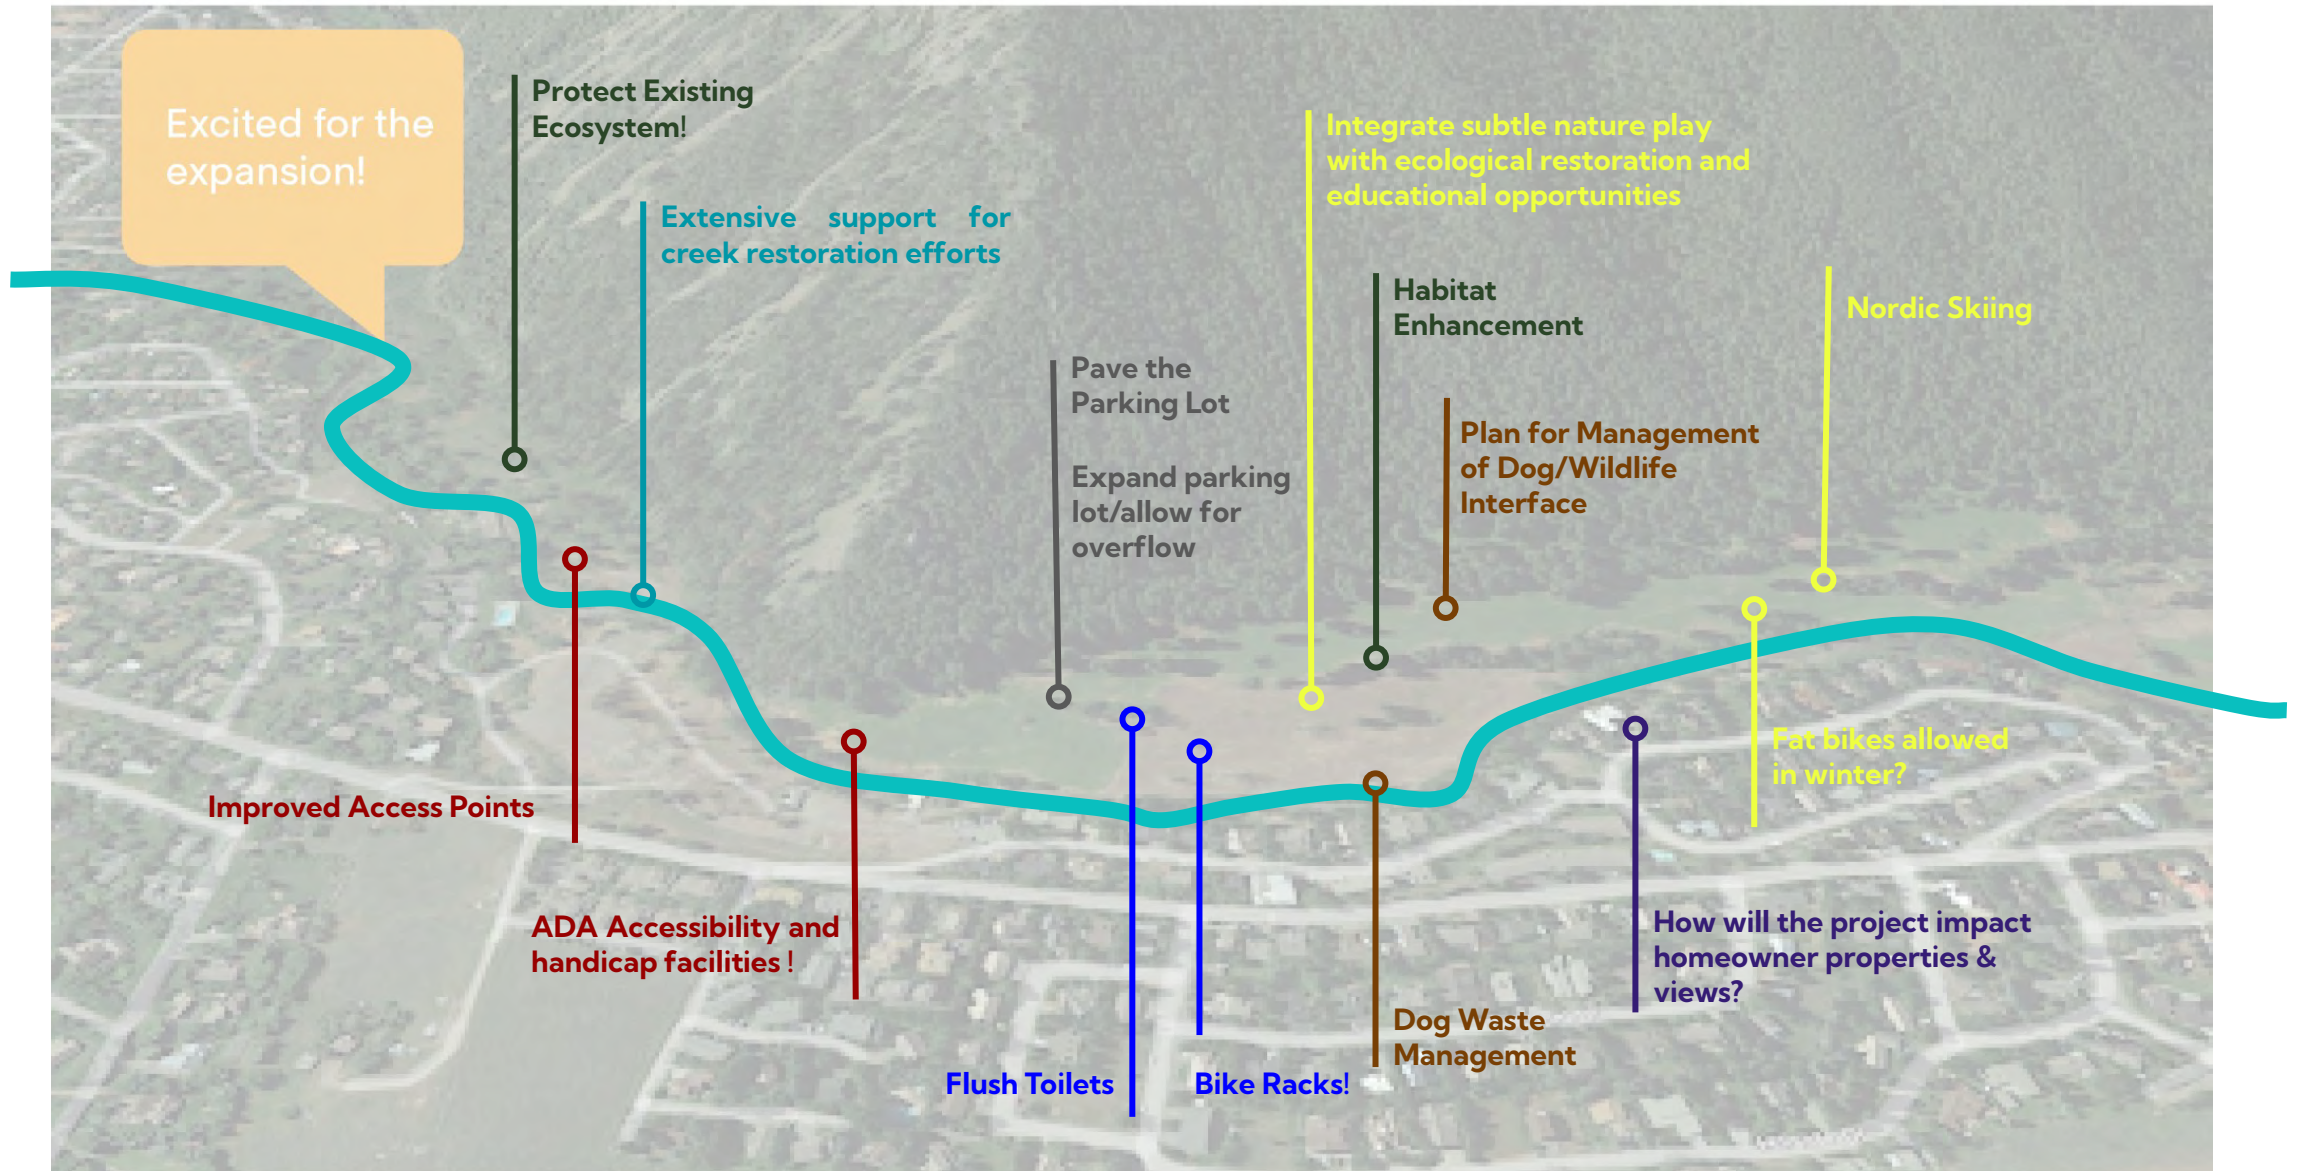 Excited for the
expansion!
Protect Existing
Ecosystem!
Extensive support for
creek restoration efforts
Integrate subtle nature play
with ecological restoration and
educational opportunities
Habitat
Enhancement
Nordic Skiing
Pave the
Parking Lot
Expand parking
lot/allow for
overflow
Plan for Management
of Dog/Wildlife
Interface
Fat bikes allowed
in winter?
Improved Access Points
ADA Accessibility and
handicap facilities !
How will the project impact
homeowner properties &
views?
Dog Waste
Management
Flush Toilets
Bike Racks!